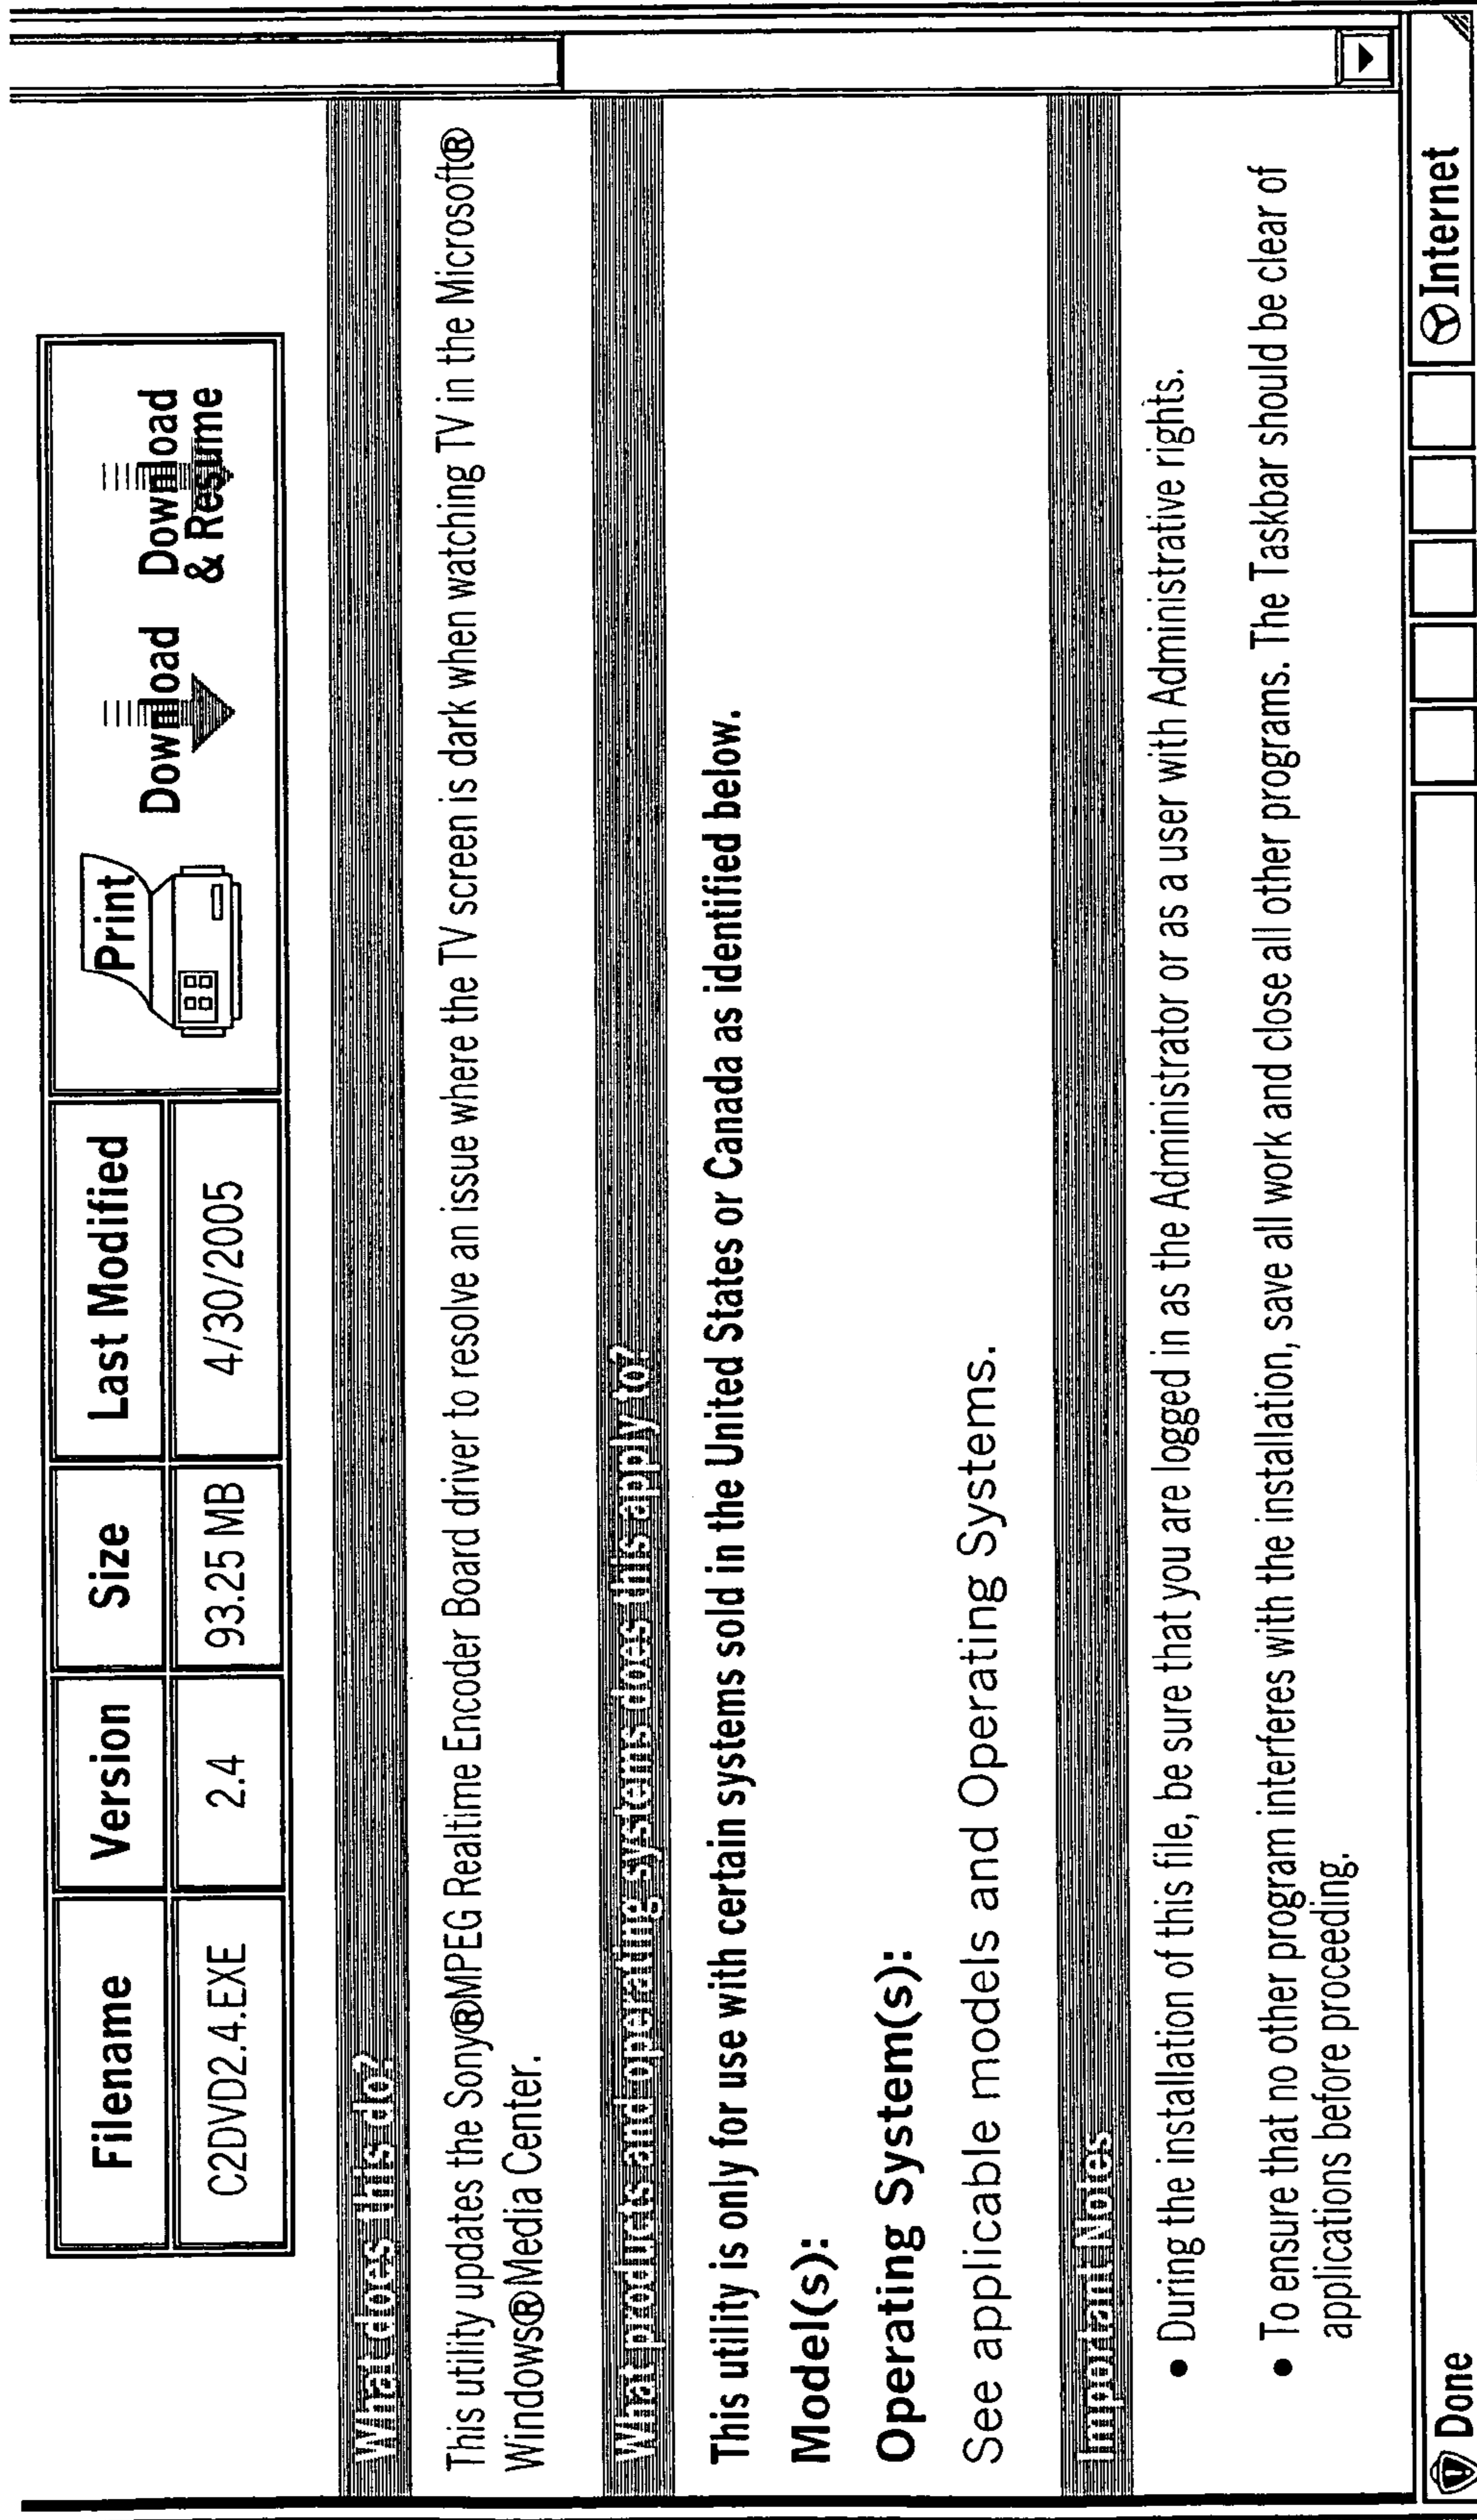 Filename Version Size Last Modified Print Download Download
& Resume
C2DVD2.4.EXE 2.4 93.25 MB 4/30/2005
What does this do?
This utility updates the Sony®MPEG Realtime Encoder Board driver to resolve an issue where the TV screen is dark when watching TV in the Microsoft®
Windows®Media Center.
What products and operating systems does this apply to?
This utility is only for use with certain systems sold in the United States or Canada as identified below.
Model(s):
Operating System(s):
See applicable models and Operating Systems.
Important Notes
• During the installation of this file, be sure that you are logged in as the Administrator or as a user with Administrative rights.
• To ensure that no other program interferes with the installation, save all work and close all other programs. The Taskbar should be clear of
applications before proceeding.
Done Internet